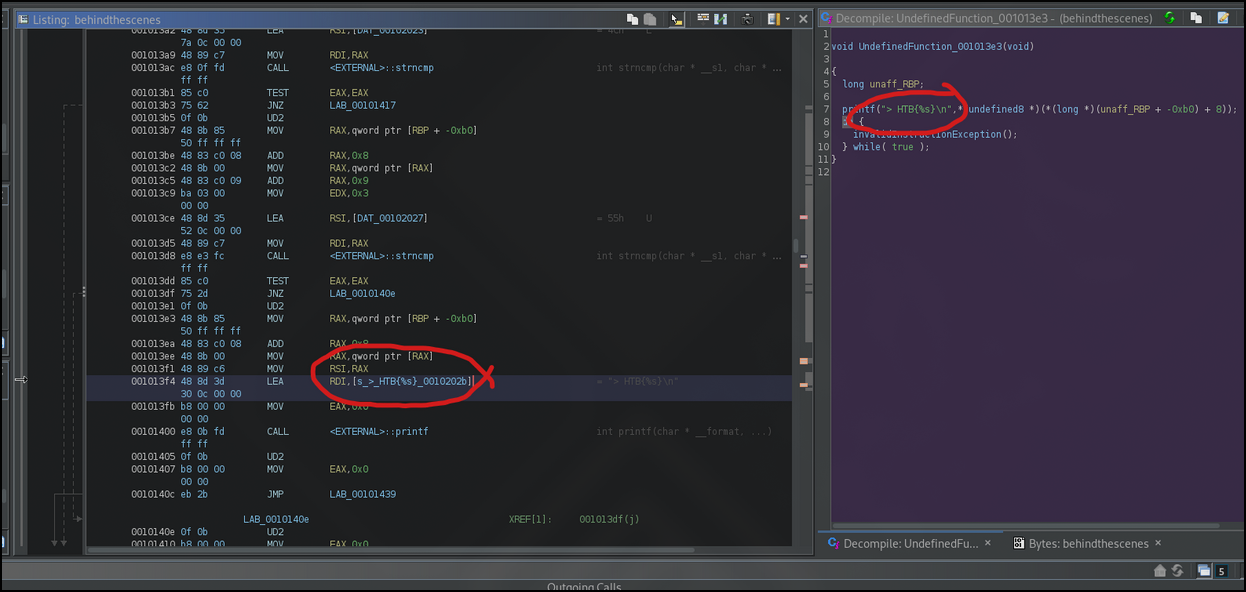 Listing: behindthescenes
001013a2 48 8d 35 LEA RSI,[DAT_00102023] = 4Ch L
7a 0c 00 00
001013a9 48 89 c7 MOV RDI,RAX
001013ac e8 0f fd CALL <EXTERNAL>::strncmp int strncmp(char * __s1, char * ...
ff ff
001013b1 85 c0 TEST EAX,EAX
001013b3 75 62 JNZ LAB_00101417
001013b5 0f 0b UD2
001013b7 48 8b 85 MOV RAX,qword ptr [RBP + -0xb0]
50 ff ff ff
001013be 48 83 c0 08 ADD RAX,0x8
001013c2 48 8b 00 MOV RAX,qword ptr [RAX]
001013c5 48 83 c0 09 ADD RAX,0x9
001013c9 ba 03 00 MOV EDX,0x3
00 00
001013ce 48 8d 35 LEA RSI,[DAT_00102027] = 55h U
52 0c 00 00
001013d5 48 89 c7 MOV RDI,RAX
001013d8 e8 e3 fc CALL <EXTERNAL>::strncmp int strncmp(char * __s1, char * ...
ff ff
001013dd 85 c0 TEST EAX,EAX
001013df 75 2d JNZ LAB_0010140e
001013e1 0f 0b UD2
001013e3 48 8b 85 MOV RAX,qword ptr [RBP + -0xb0]
50 ff ff ff
001013ea 48 83 c0 08 ADD RAX,0x8
001013ee 48 8b 00 MOV RAX,qword ptr [RAX]
001013f1 48 89 c6 MOV RSI,RAX
001013f4 48 8d 3d LEA RDI,[s_>_HTB{%s}_0010202b] = "> HTB{%s}\n"
30 0c 00 00
001013fb b8 00 00 MOV EAX,0x0
00 00
00101400 e8 0b fd CALL <EXTERNAL>::printf int printf(char * __format, ...)
ff ff
00101405 0f 0b UD2
00101407 b8 00 00 MOV EAX,0x0
00 00
0010140c eb 2b JMP LAB_00101439
LAB_0010140e XREF[1]: 001013df(j)
0010140e 0f 0b UD2
00101410 b8 00 00 MOV EAX,0x0
Decompile: UndefinedFunction_001013e3 - (behindthescenes)
1
2 void UndefinedFunction_001013e3(void)
3
4 {
5 long unaff_RBP;
6
7 printf("> HTB{%s}\n",*(undefined8 *)(*(long *)(unaff_RBP + -0xb0) + 8));
8 {
9 invalidInstructionException();
10 } while( true );
11 }
12
Decompile: UndefinedFu... ×
Bytes: behindthescenes ×
5
Outgoing Calls